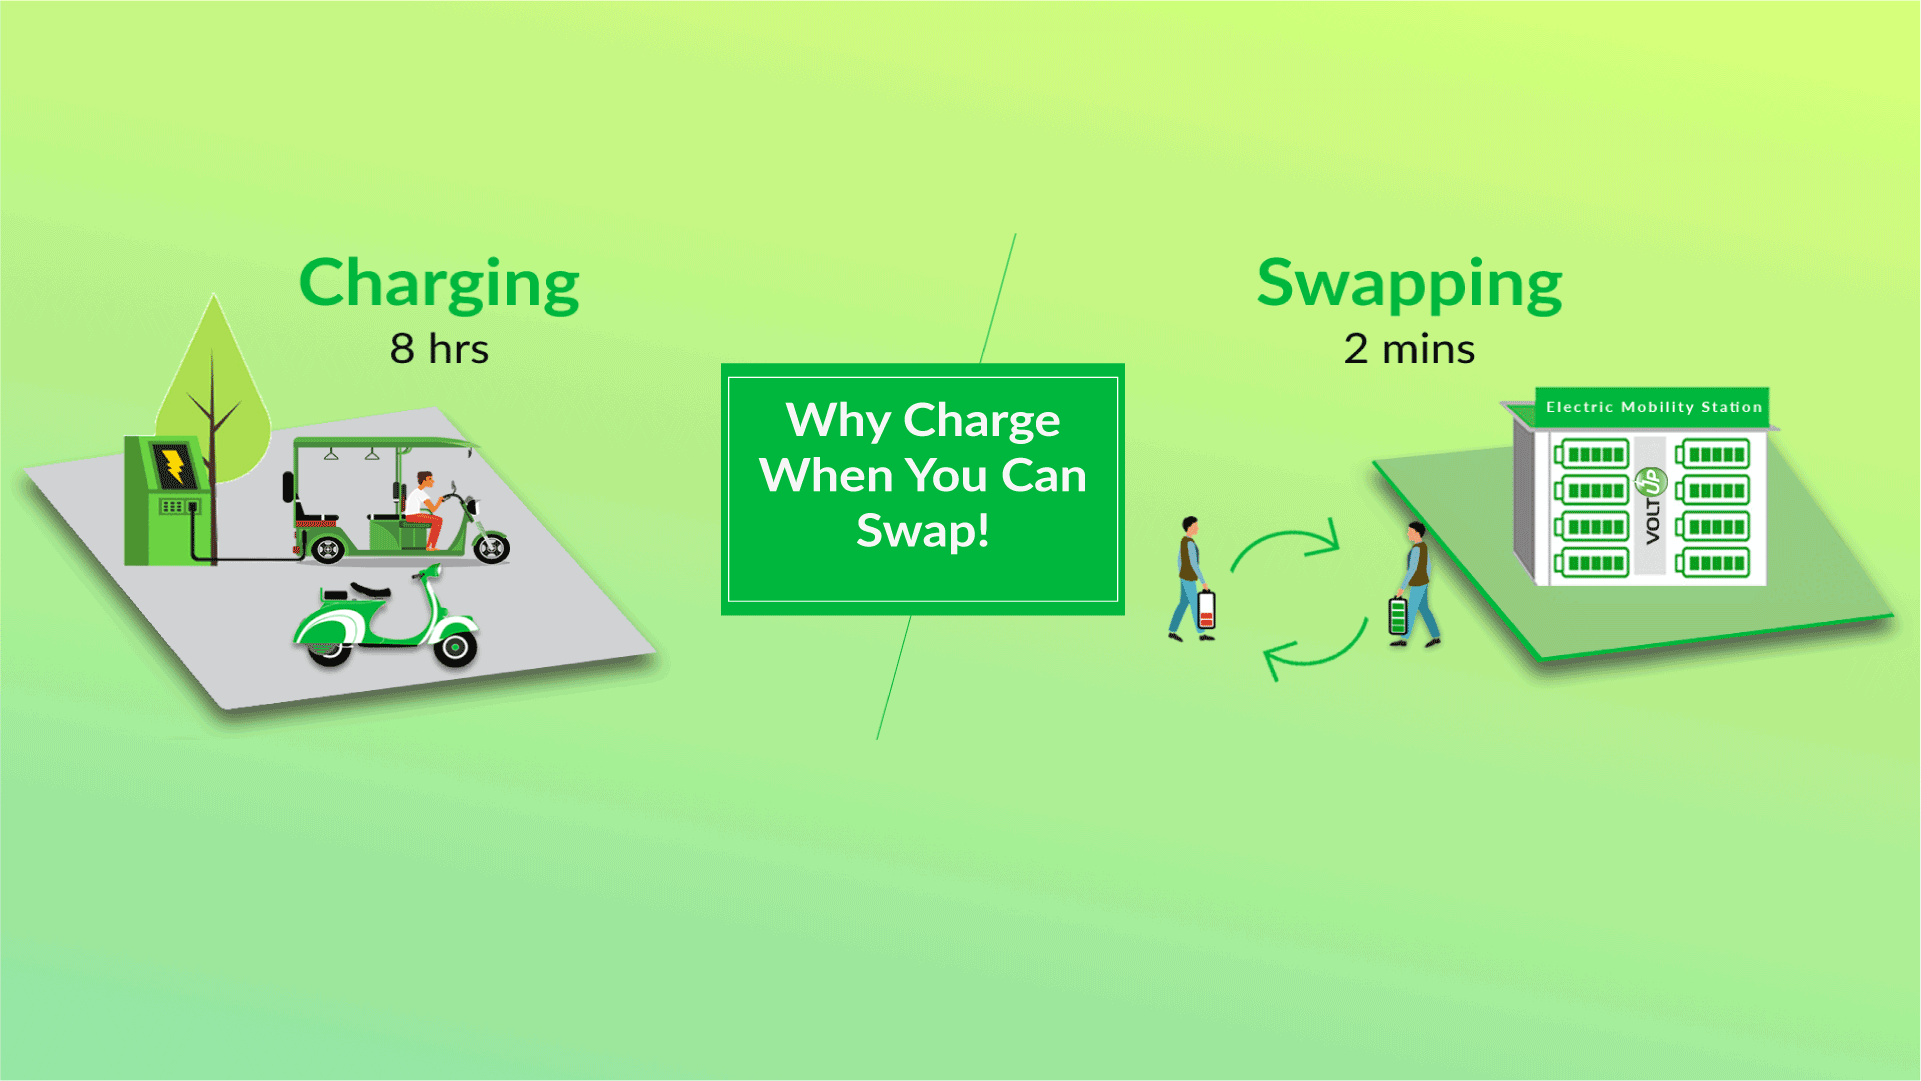 Charging
8 hrs
Swapping
2 mins
Why Charge
When You Can
Swap!
Electric Mobility Station
VOLT UP